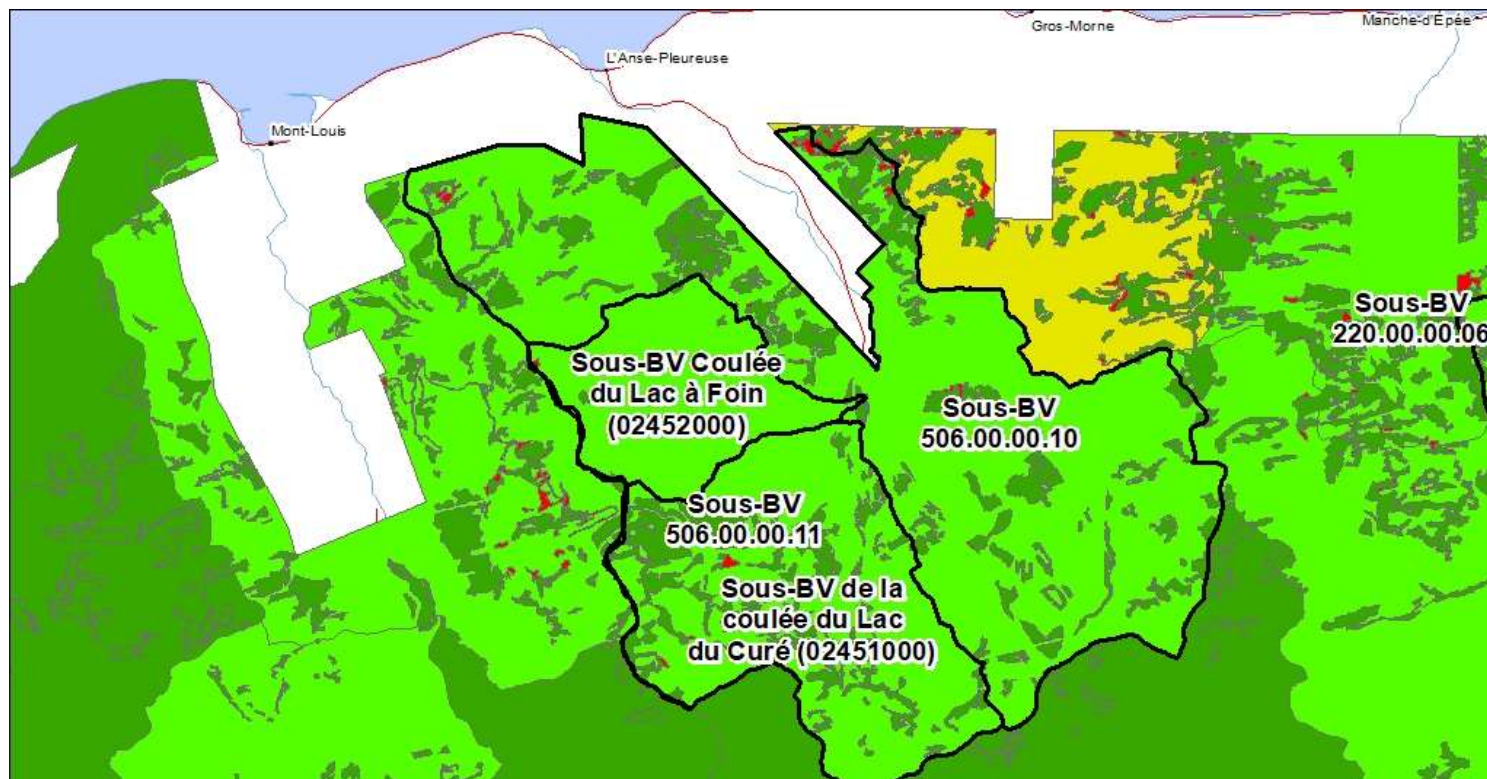 Gros-Morne
Manche-d'Épée
L'Anse-Pleureuse
Mont-Louis
Sous-BV
220.00.00.06
Sous-BV Coulée
du Lac à Foin
(02452000)
Sous-BV
506.00.00.10
Sous-BV
506.00.00.11
Sous-BV de la
coulée du Lac
du Curé (02451000)